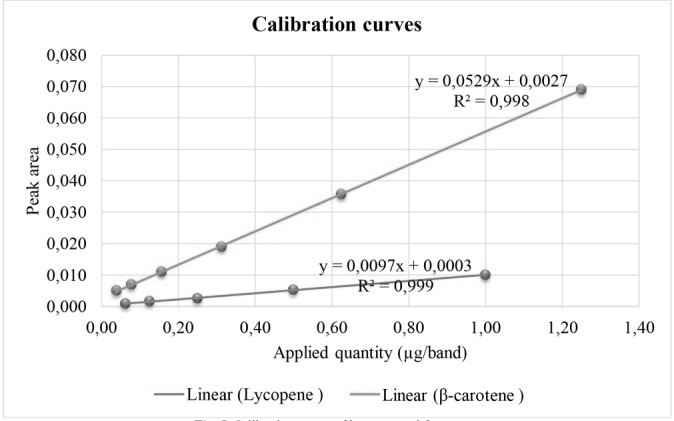 Calibration curves
0,080
0,070
0,060
0,050
0,040
0,030
0,020
0,010
0,000
Peak area
y = 0,0529x + 0,0027
R² = 0,998
y = 0,0097x + 0,0003
R² = 0,999
0,00 0,20 0,40 0,60 0,80 1,00 1,20 1,40
Applied quantity (µg/band)
Linear (Lycopene ) Linear (β-carotene )